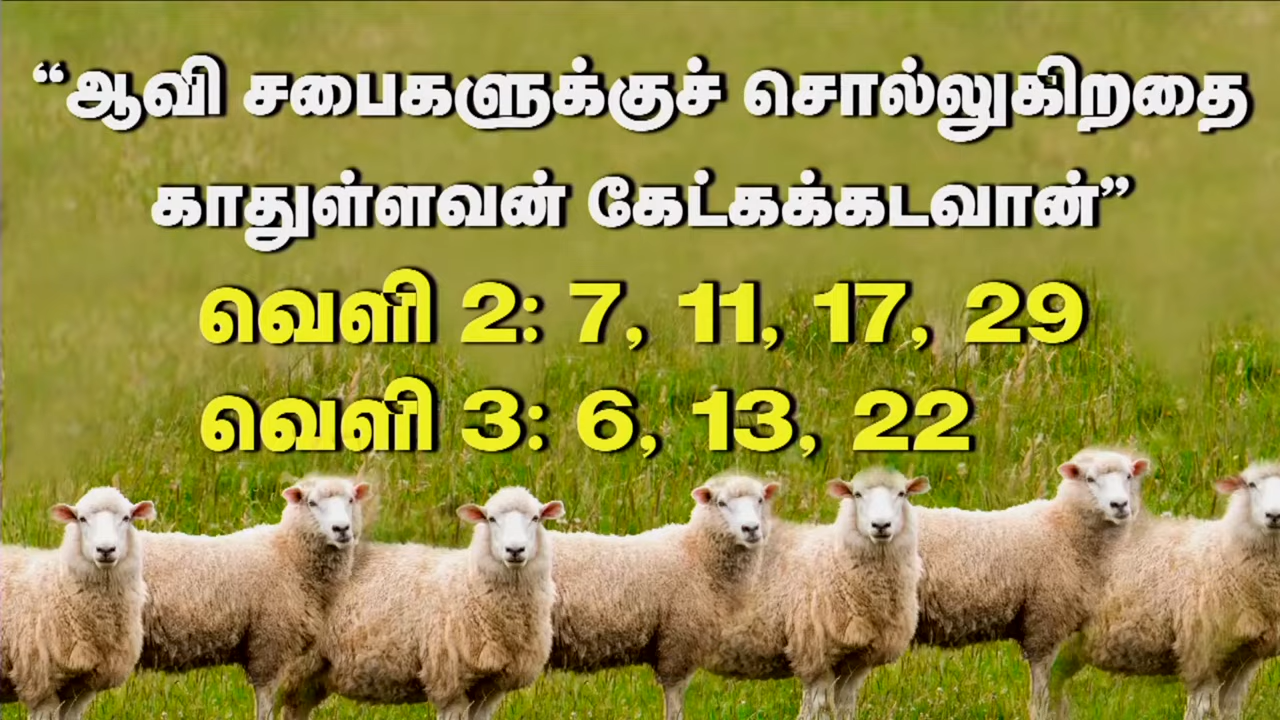 “ஆவி சபைகளுக்குச் சொல்லுகிறதை
காதுள்ளவன் கேட்கக்கடவான்”
வெளி 2: 7, 11, 17, 29
வெளி 3: 6, 13, 22